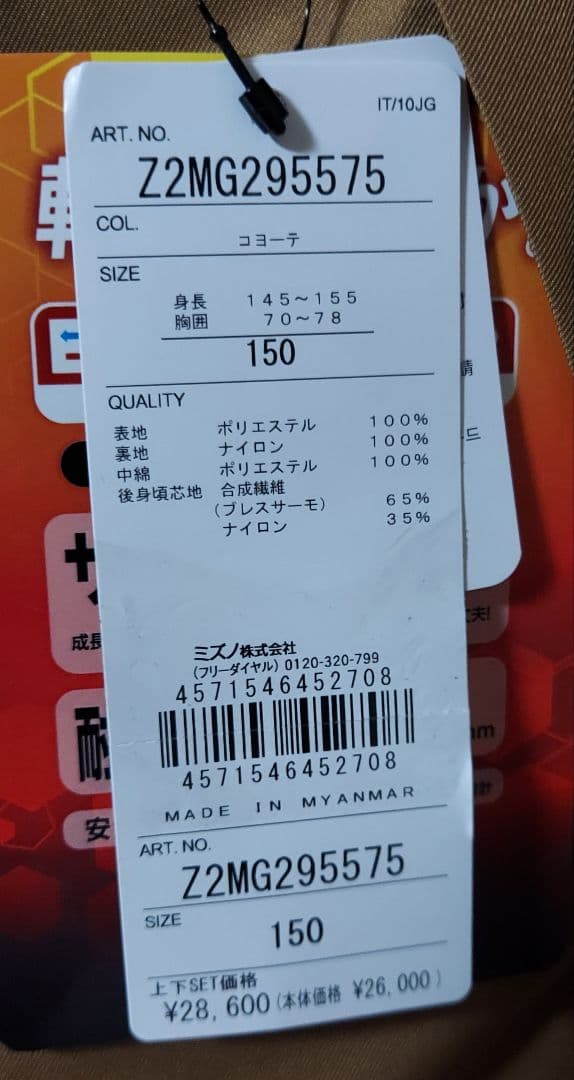 IT/10JG
ART. NO.
Z2MG295575
COL.
コヨーテ
SIZE
身長 145～155
胸囲 70～78
150
QUALITY
表地 ポリエステル 100%
裏地 ナイロン 100%
中綿 ポリエステル 100%
後身頃芯地 合成繊維
(ブレスサーモ) 65%
ナイロン 35%
ミズノ株式会社
(フリーダイヤル) 0120-320-799
4571546452708
4571546452708
MADE IN MYANMAR
ART. NO.
Z2MG295575
SIZE
150
上下SET価格
¥28,600(本体価格 ¥26,000)
成長
耐
安